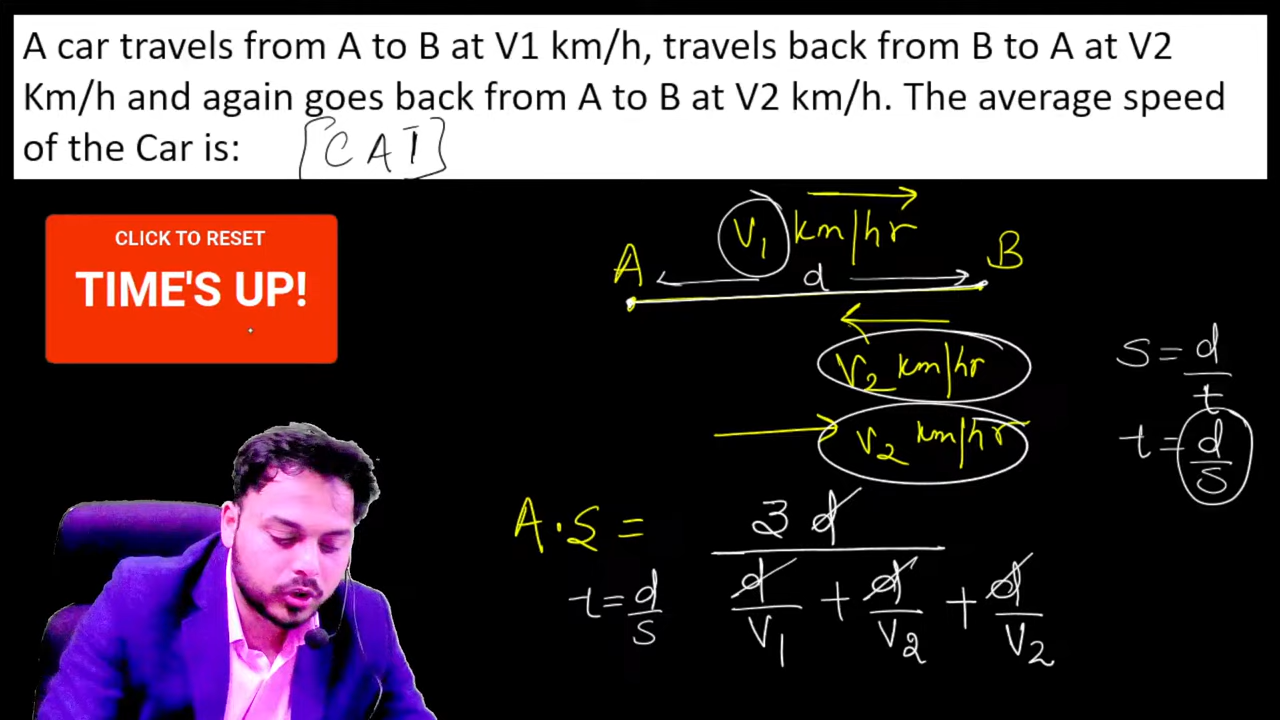 A car travels from A to B at V1 km/h, travels back from B to A at V2
Km/h and again goes back from A to B at V2 km/h. The average speed
of the Car is: [CAT]
CLICK TO RESET
TIME'S UP!
V₁ km/hr
A d B
V₂ km/hr
V₂ km/hr
s = d/t
t = d/s
A.S = 3d / (d/V₁ + d/V₂ + d/V₂)
t = d/s